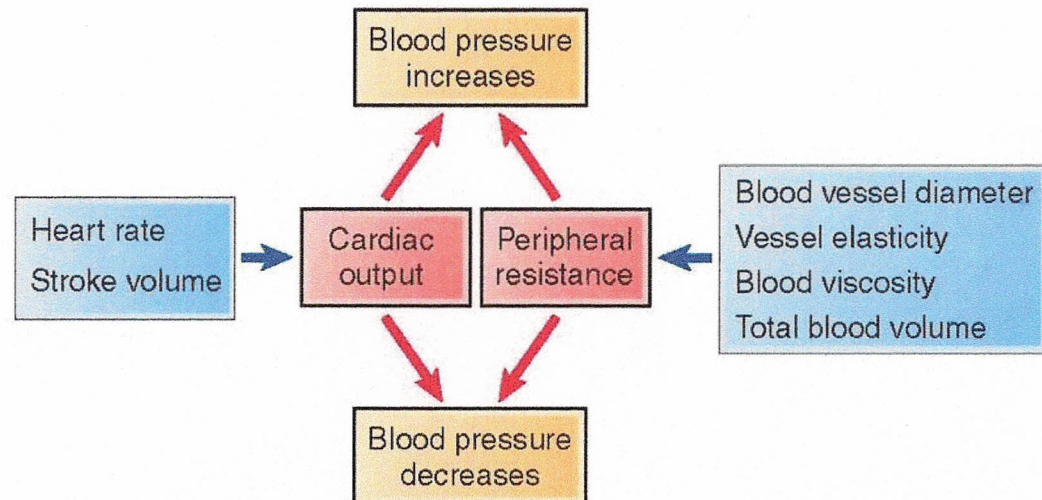 Blood pressure
increases
Heart rate
Stroke volume
Cardiac
output
Peripheral
resistance
Blood vessel diameter
Vessel elasticity
Blood viscosity
Total blood volume
Blood pressure
decreases